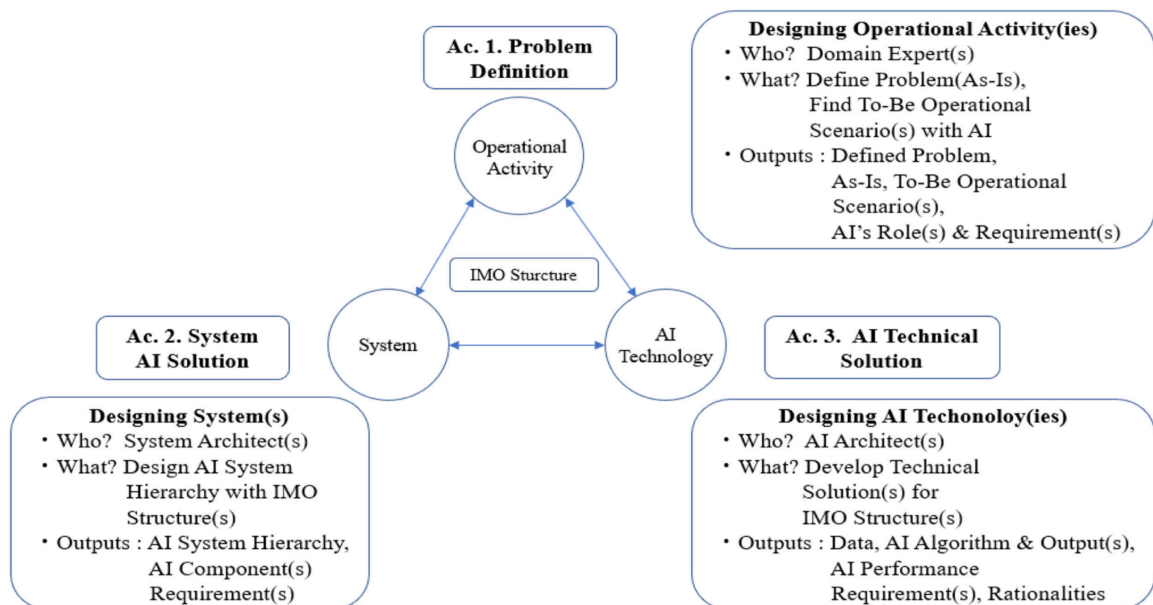 Ac. 1. Problem
Definition
Designing Operational Activity(ies)
• Who? Domain Expert(s)
• What? Define Problem(As-Is),
Find To-Be Operational
Scenario(s) with AI
• Outputs : Defined Problem,
As-Is, To-Be Operational
Scenario(s),
AI's Role(s) & Requirement(s)
Operational
Activity
IMO Sturcture
Ac. 2. System
AI Solution
System
AI
Technology
Ac. 3. AI Technical
Solution
Designing System(s)
• Who? System Architect(s)
• What? Design AI System
Hierarchy with IMO
Structure(s)
• Outputs : AI System Hierarchy,
AI Component(s)
Requirement(s)
Designing AI Techonoloy(ies)
• Who? AI Architect(s)
• What? Develop Technical
Solution(s) for
IMO Structure(s)
• Outputs : Data, AI Algorithm & Output(s),
AI Performance
Requirement(s), Rationalities